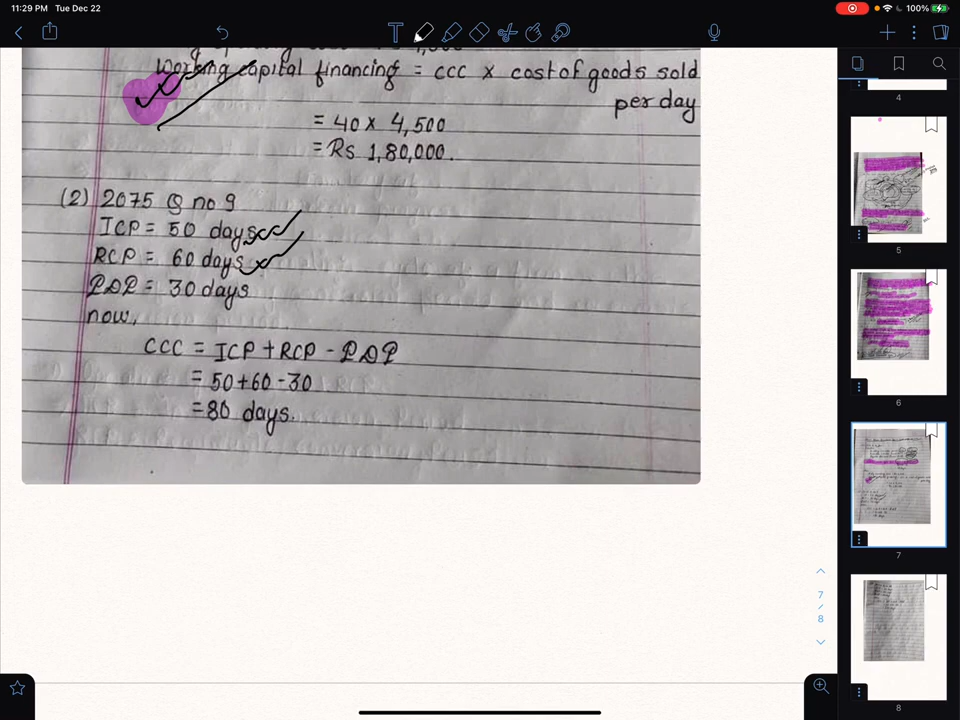 11:29 PM Tue Dec 22
100%
Working capital financing = CCC x cost of goods sold
per day
= 40 x 4,500
= Rs 1,80,000.
(2) 2075 Q no 9
ICP = 50 days
RCP = 60 days
PDP = 30 days
now,
CCC = ICP + RCP - PDP
= 50+60-30
= 80 days.
4
5
6
7
8
7
/
8